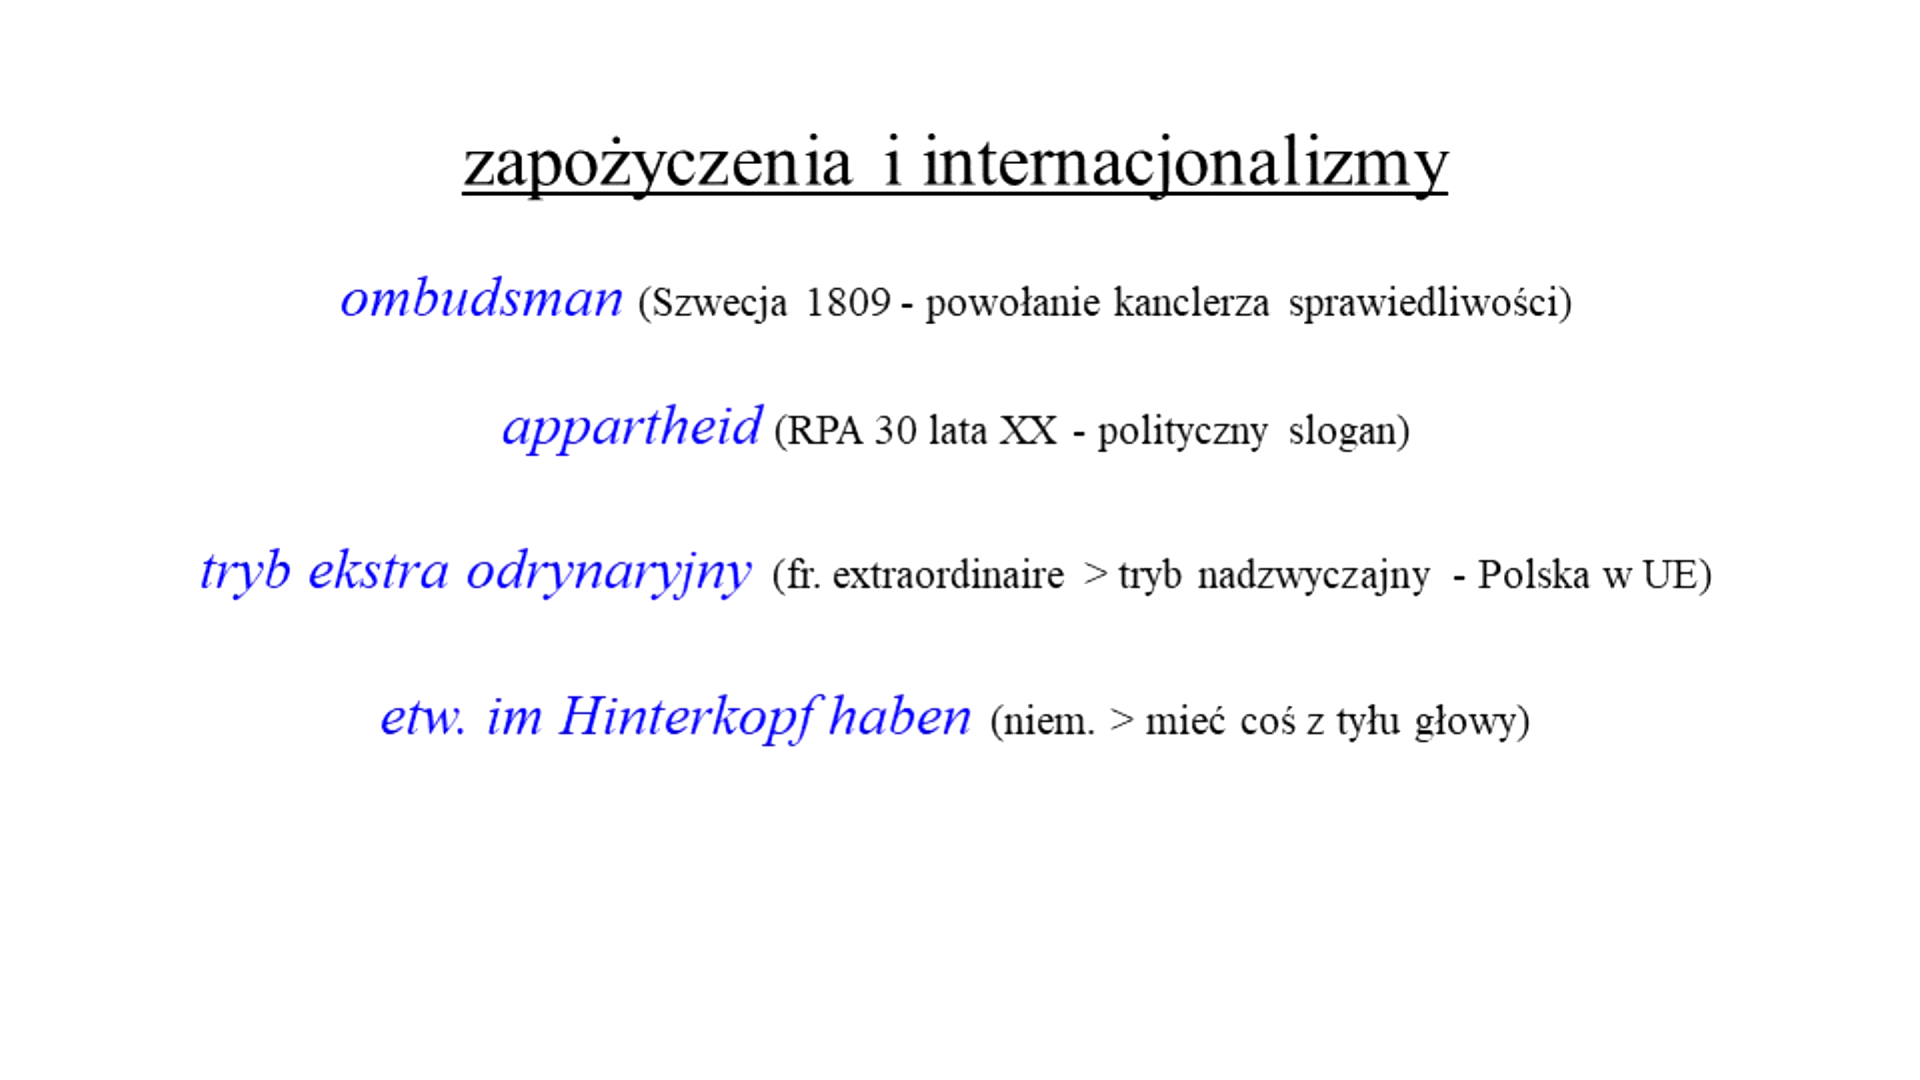 zapożyczenia i internacjonalizmy
ombudsman (Szwecja 1809 - powołanie kanclerza sprawiedliwości)
appartheid (RPA 30 lata XX - polityczny slogan)
tryb ekstra odrynaryjny (fr. extraordinaire > tryb nadzwyczajny - Polska w UE)
etw. im Hinterkopf haben (niem. > mieć coś z tyłu głowy)